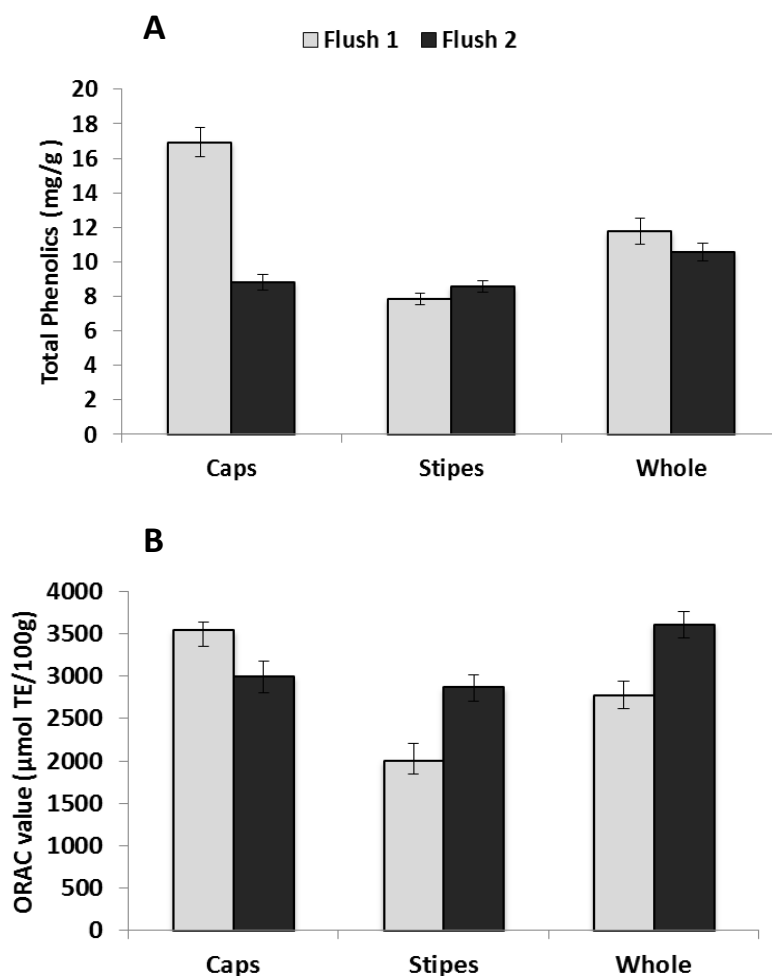 A
Flush 1 Flush 2
Total Phenolics (mg/g)
20
18
16
14
12
10
8
6
4
2
0
Caps Stipes Whole
B
ORAC value (µmol TE/100g)
4000
3500
3000
2500
2000
1500
1000
500
0
Caps Stipes Whole